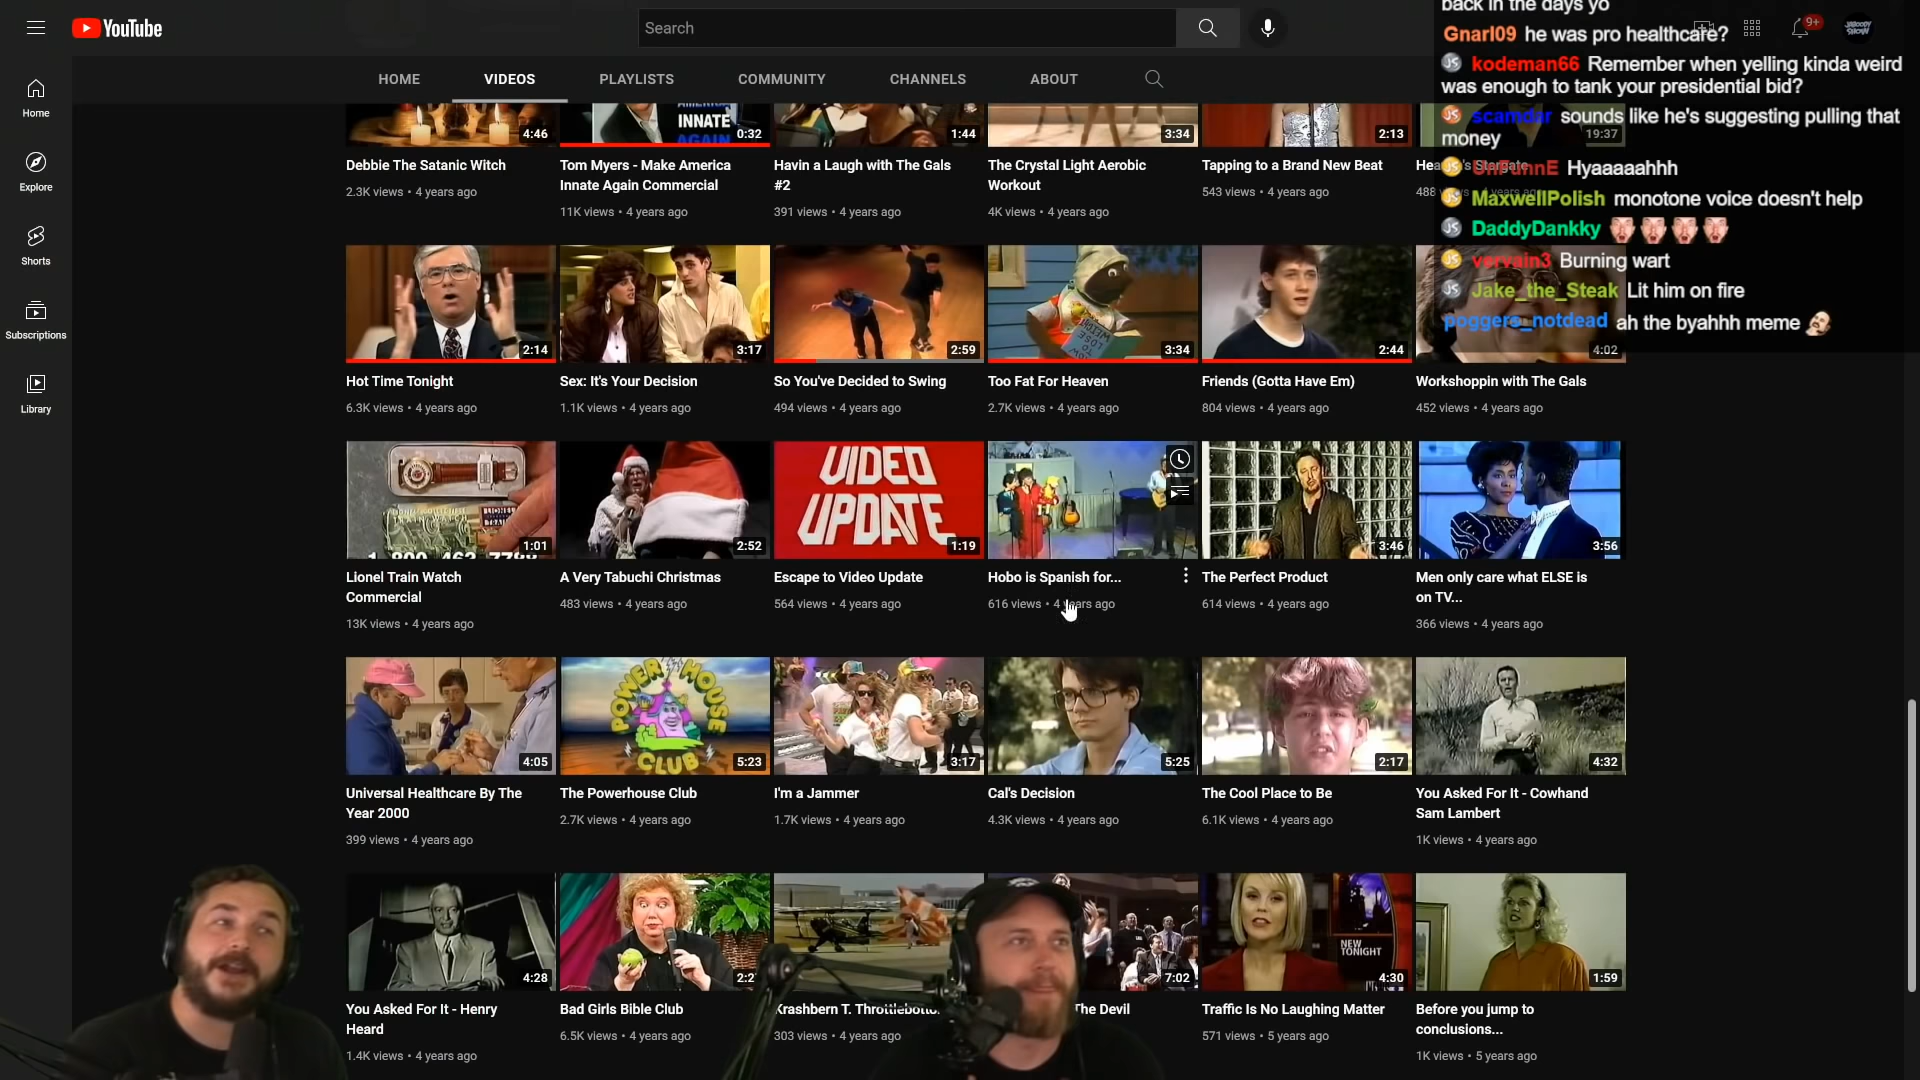 YouTube
Search
9+
HOME VIDEOS PLAYLISTS COMMUNITY CHANNELS ABOUT
Home
Explore
Shorts
Subscriptions
Library
back in the days yo
Gnarl09 he was pro healthcare?
kodeman66 Remember when yelling kinda weird
was enough to tank your presidential bid?
scamdar sounds like he's suggesting pulling that
money
Hyaaaaahhh
MaxwellPolish monotone voice doesn't help
DaddyDankky
vervain3 Burning wart
Jake_the_Steak Lit him on fire
poggers_notdead ah the byahhh meme
INNATE
AGAIN
4:46
0:32
1:44
3:34
2:13
19:37
Debbie The Satanic Witch
2.3K views • 4 years ago
Tom Myers - Make America
Innate Again Commercial
11K views • 4 years ago
Havin a Laugh with The Gals
#2
391 views • 4 years ago
The Crystal Light Aerobic
Workout
4K views • 4 years ago
Tapping to a Brand New Beat
543 views • 4 years ago
488
2:14
3:17
2:59
3:34
2:44
4:02
Hot Time Tonight
6.3K views • 4 years ago
Sex: It's Your Decision
1.1K views • 4 years ago
So You've Decided to Swing
494 views • 4 years ago
Too Fat For Heaven
2.7K views • 4 years ago
Friends (Gotta Have Em)
804 views • 4 years ago
Workshoppin with The Gals
452 views • 4 years ago
VIDEO
UPDATE
1:01
2:52
1:19
3:46
3:56
Lionel Train Watch
Commercial
13K views • 4 years ago
A Very Tabuchi Christmas
483 views • 4 years ago
Escape to Video Update
564 views • 4 years ago
Hobo is Spanish for...
616 views • 4 years ago
The Perfect Product
614 views • 4 years ago
Men only care what ELSE is
on TV...
366 views • 4 years ago
POWER HOUSE
CLUB
4:05
5:23
3:17
5:25
2:17
4:32
Universal Healthcare By The
Year 2000
399 views • 4 years ago
The Powerhouse Club
2.7K views • 4 years ago
I'm a Jammer
1.7K views • 4 years ago
Cal's Decision
4.3K views • 4 years ago
The Cool Place to Be
6.1K views • 4 years ago
You Asked For It - Cowhand
Sam Lambert
1K views • 4 years ago
NEW
TONIGHT
4:28
7:02
4:30
1:59
You Asked For It - Henry
Heard
1.4K views • 4 years ago
Bad Girls Bible Club
6.5K views • 4 years ago
Krashbern T.
303 views • 4 years ago
The Devil
Traffic Is No Laughing Matter
571 views • 5 years ago
Before you jump to
conclusions...
1K views • 5 years ago